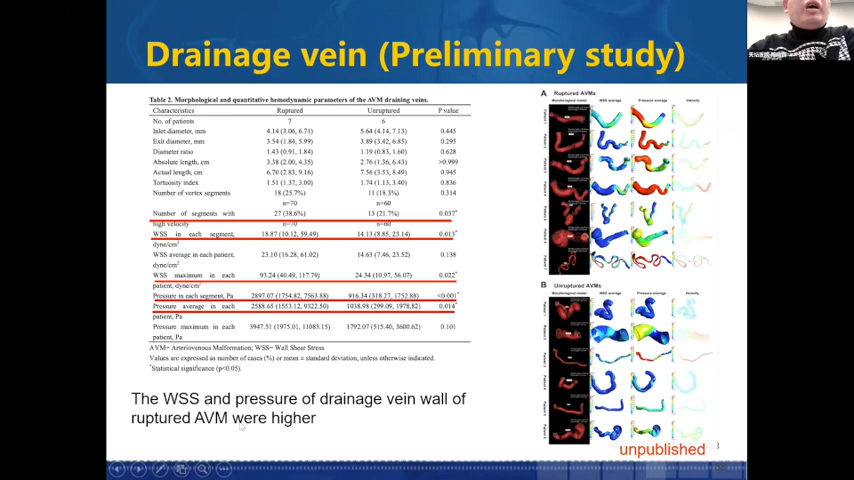 Drainage vein (Preliminary study)
Table 2. Morphological and quantitative hemodynamic parameters of the AVM draining veins.
Characteristics Ruptured Unruptured P value
No. of patients 7 6
Inlet diameter, mm 4.14 (3.06, 6.71) 5.64 (4.14, 7.13) 0.445
Exit diameter, mm 3.54 (1.84, 5.99) 3.89 (3.42, 6.85) 0.295
Diameter ratio 1.43 (0.91, 1.84) 1.19 (0.83, 1.60) 0.628
Absolute length, cm 3.38 (2.00, 4.35) 2.76 (1.36, 6.43) >0.999
Actual length, cm 6.70 (2.83, 9.16) 7.56 (3.53, 8.49) 0.945
Tortuosity index 1.51 (1.37, 3.00) 1.74 (1.13, 3.40) 0.836
Number of vortex segments 18 (25.7%) 11 (18.3%) 0.314
n=70 n=60
Number of segments with 27 (38.6%) 13 (21.7%) 0.037*
high velocity n=70 n=60
WSS in each segment, 18.87 (10.12, 59.49) 14.13 (8.85, 23.14) 0.013*
dyne/cm²
WSS average in each patient, 23.10 (16.28, 61.02) 14.63 (7.46, 23.52) 0.138
dyne/cm²
WSS maximum in each 93.24 (40.49, 117.79) 24.34 (10.97, 56.07) 0.022*
patient, dyne/cm²
Pressure in each segment, Pa 2897.07 (1754.82, 7563.88) 916.34 (318.27, 1752.88) <0.001*
Pressure average in each 2588.65 (1553.12, 9322.50) 1038.98 (299.09, 1978.82) 0.014*
patient, Pa
Pressure maximum in each 3947.51 (1975.01, 11083.15) 1792.07 (515.40, 3600.62) 0.101
patient, Pa
AVM= Arteriovenous Malformation; WSS= Wall Shear Stress
Values are expressed as number of cases (%) or mean ± standard deviation, unless otherwise indicated.
*Statistical significance (p<0.05).
The WSS and pressure of drainage vein wall of
ruptured AVM were higher
A Ruptured AVMs
Morphological model WSS average Pressure average Velocity
B Unruptured AVMs
Morphological model WSS average Pressure average Velocity
unpublished